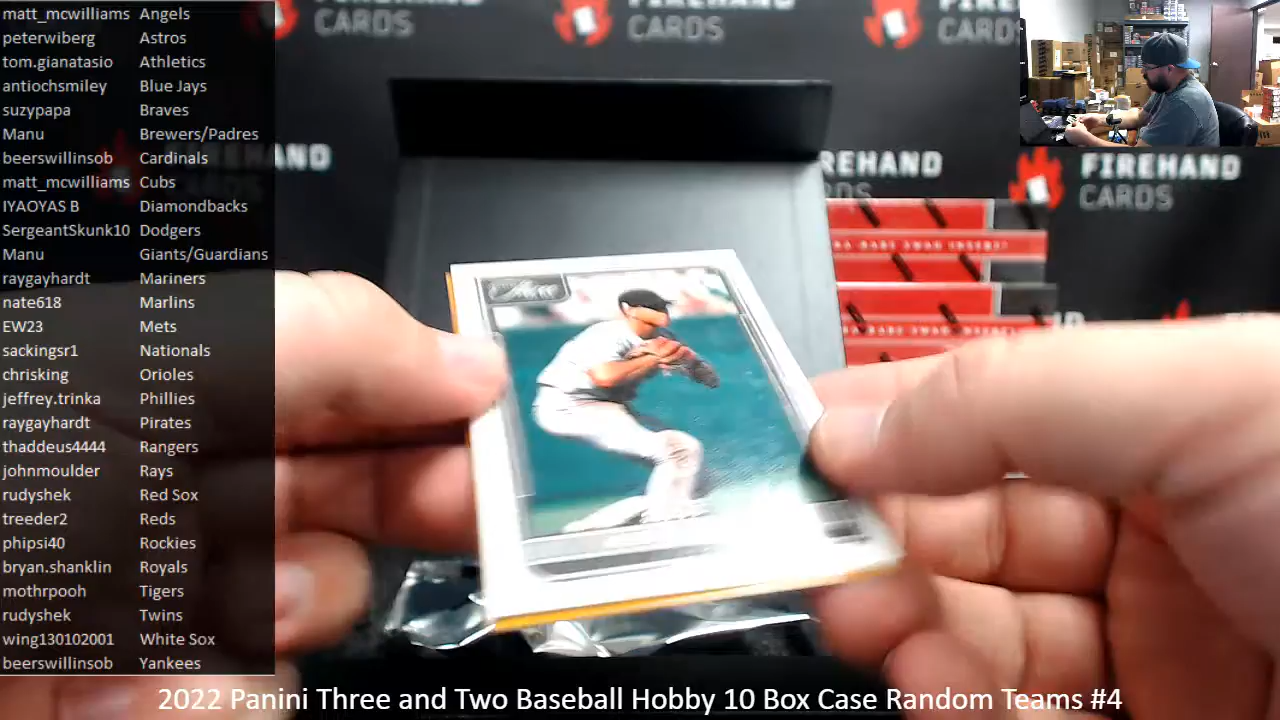 matt_mcwilliams Angels
peterwiberg Astros
tom.gianatasio Athletics
antiochsmiley Blue Jays
suzypapa Braves
Manu Brewers/Padres
beerswillinsob Cardinals
matt_mcwilliams Cubs
IYAOYAS B Diamondbacks
SergeantSkunk10 Dodgers
Manu Giants/Guardians
raygayhardt Mariners
nate618 Marlins
EW23 Mets
sackingsr1 Nationals
chrisking Orioles
jeffrey.trinka Phillies
raygayhardt Pirates
thaddeus4444 Rangers
johnmoulder Rays
rudyshek Red Sox
treeder2 Reds
phipsi40 Rockies
bryan.shanklin Royals
mothrpooh Tigers
rudyshek Twins
wing130102001 White Sox
beerswillinsob Yankees
CARDS
CARDS
CARD
AND
REHAND
CARDS
FIREHAND
CARDS
2022 Panini Three and Two Baseball Hobby 10 Box Case Random Teams #4